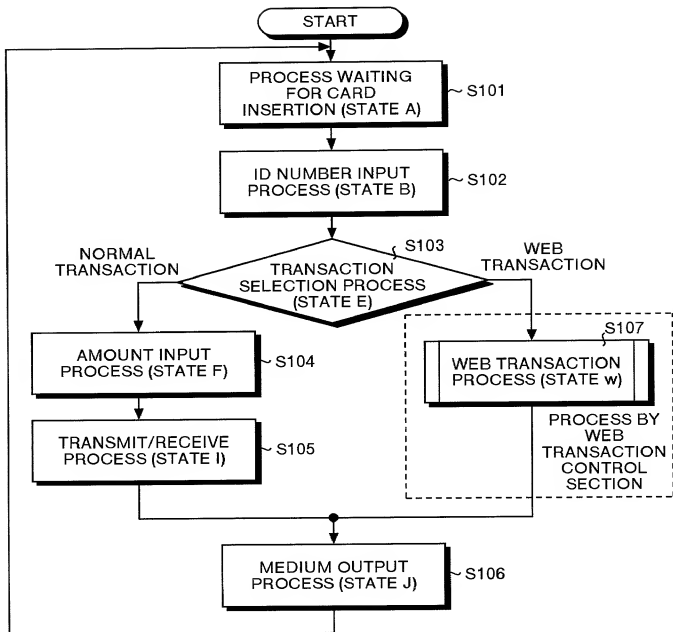 START
PROCESS WAITING
FOR CARD
INSERTION (STATE A)
S101
ID NUMBER INPUT
PROCESS (STATE B)
S102
S103
NORMAL
TRANSACTION
WEB
TRANSACTION
TRANSACTION
SELECTION PROCESS
(STATE E)
AMOUNT INPUT
PROCESS (STATE F)
S104
S107
WEB TRANSACTION
PROCESS (STATE w)
TRANSMIT/RECEIVE
PROCESS (STATE I)
S105
PROCESS BY
WEB
TRANSACTION
CONTROL
SECTION
MEDIUM OUTPUT
PROCESS (STATE J)
S106